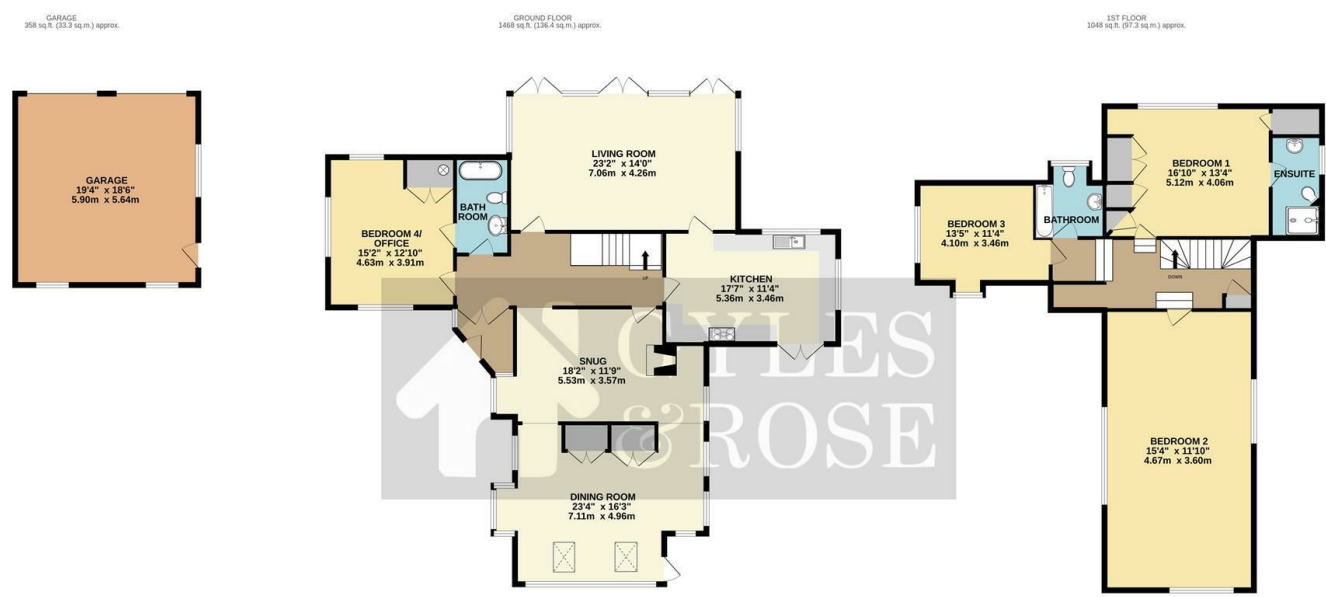 GARAGE
358 sq.ft. (33.3 sq.m.) approx.
GROUND FLOOR
1468 sq.ft. (136.4 sq.m.) approx.
1ST FLOOR
1048 sq.ft. (97.3 sq.m.) approx.
GARAGE
19'4" x 18'6"
5.90m x 5.64m
LIVING ROOM
23'2" x 14'0"
7.06m x 4.26m
BATH
ROOM
BEDROOM 4/
OFFICE
15'2" x 12'10"
4.63m x 3.91m
UP
KITCHEN
17'7" x 11'4"
5.36m x 3.46m
SNUG
18'2" x 11'9"
5.53m x 3.57m
DINING ROOM
23'4" x 16'3"
7.11m x 4.96m
BEDROOM 1
16'10" x 13'4"
5.12m x 4.06m
ENSUITE
BATHROOM
BEDROOM 3
13'5" x 11'4"
4.10m x 3.46m
DOWN
BEDROOM 2
15'4" x 11'10"
4.67m x 3.60m
GYLES
&ROSE